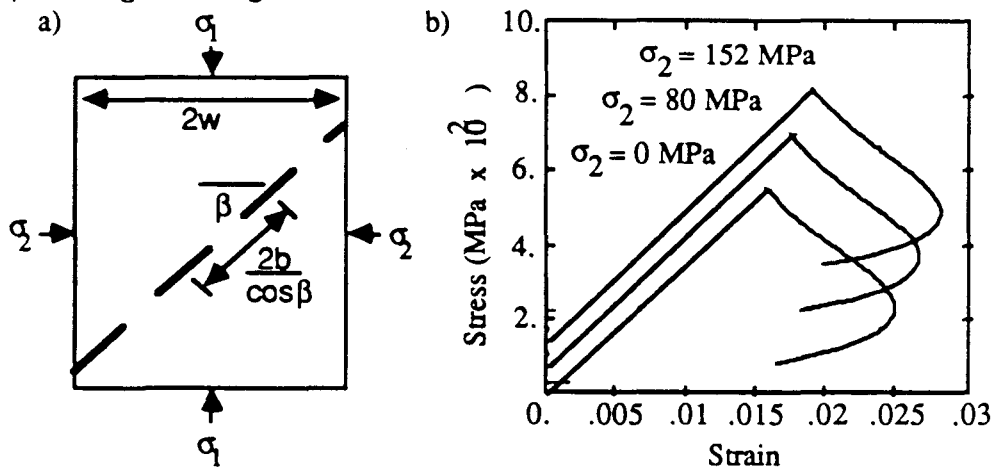 a)
σ₁
2w
β
2b
cosβ
σ₂
σ₂
σ₁
b)
Stress (MPa x 10²)
10.
8.
6.
4.
2.
0. .005 .01 .015 .02 .025 .03
Strain
σ₂ = 152 MPa
σ₂ = 80 MPa
σ₂ = 0 MPa